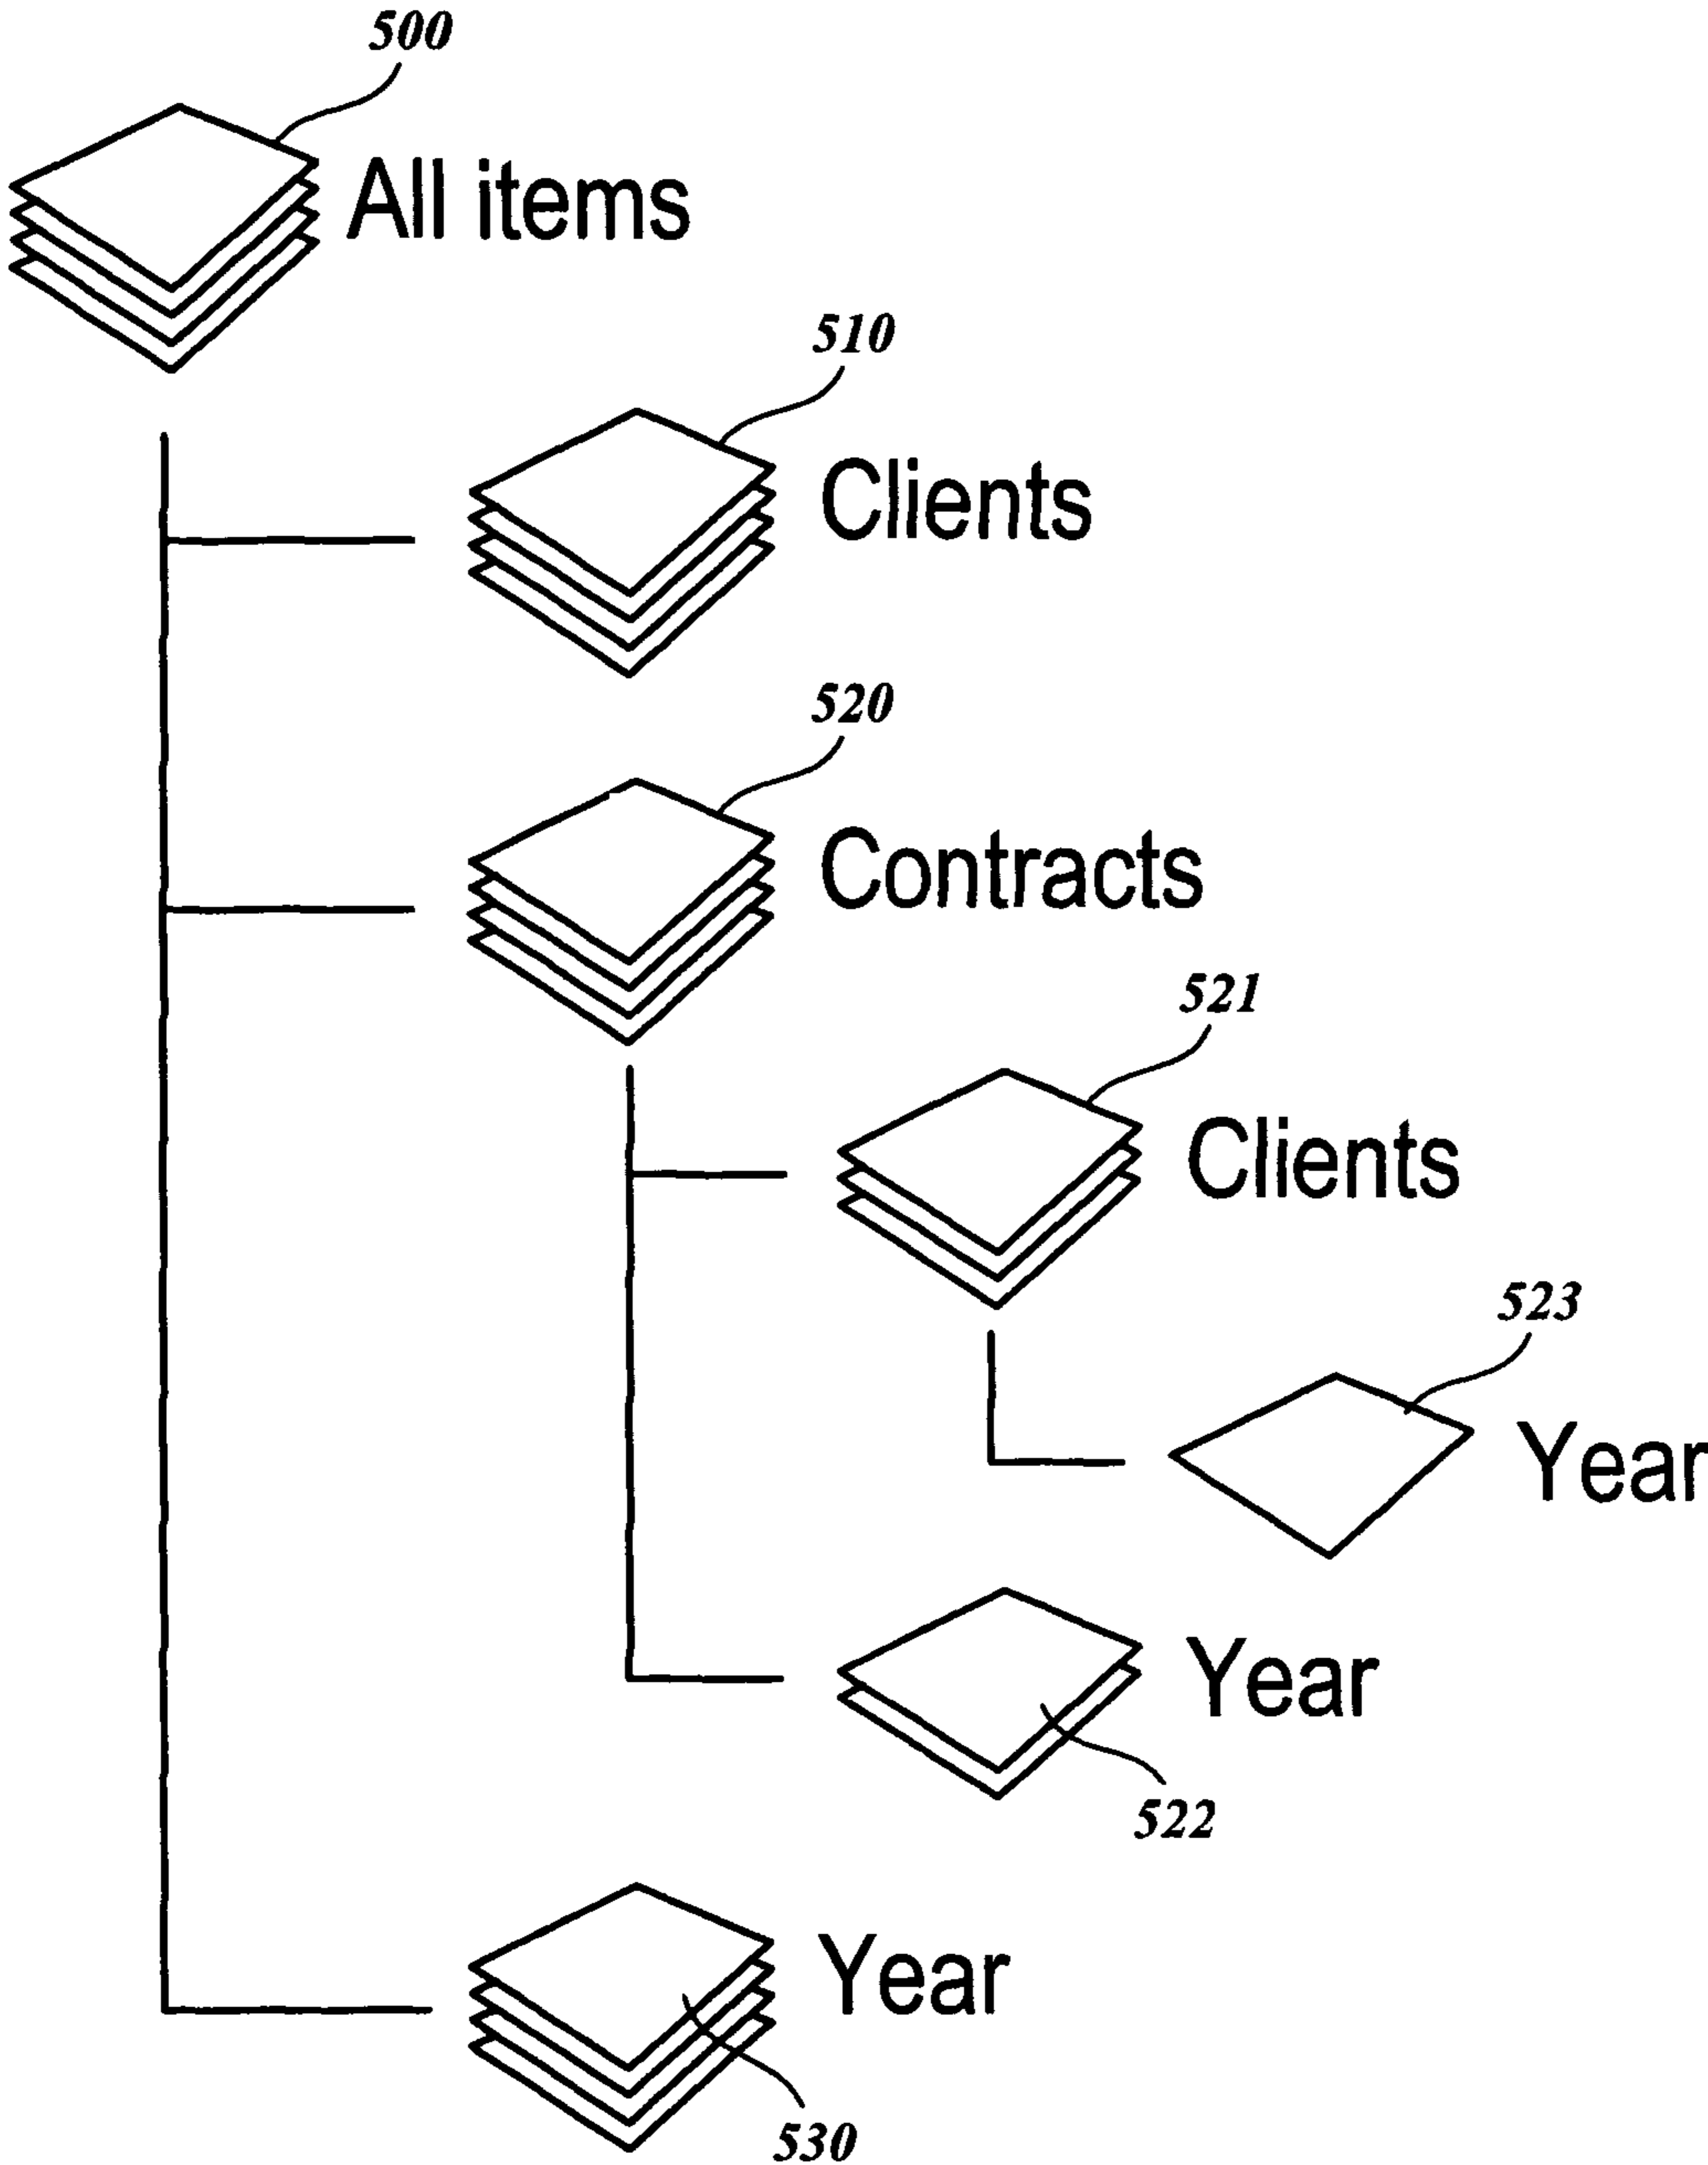 500
All items
510
Clients
520
Contracts
521
Clients
523
Year
Year
522
Year
530